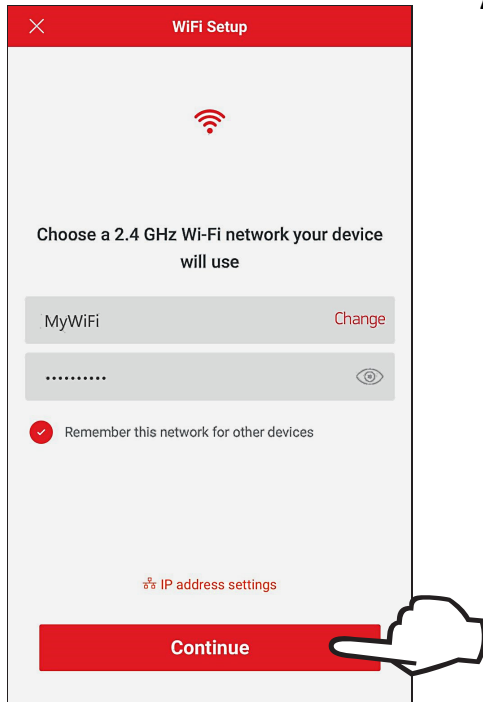 WiFi Setup
Choose a 2.4 GHz Wi-Fi network your device
will use
MyWiFi Change
••••••••••
Remember this network for other devices
IP address settings
Continue